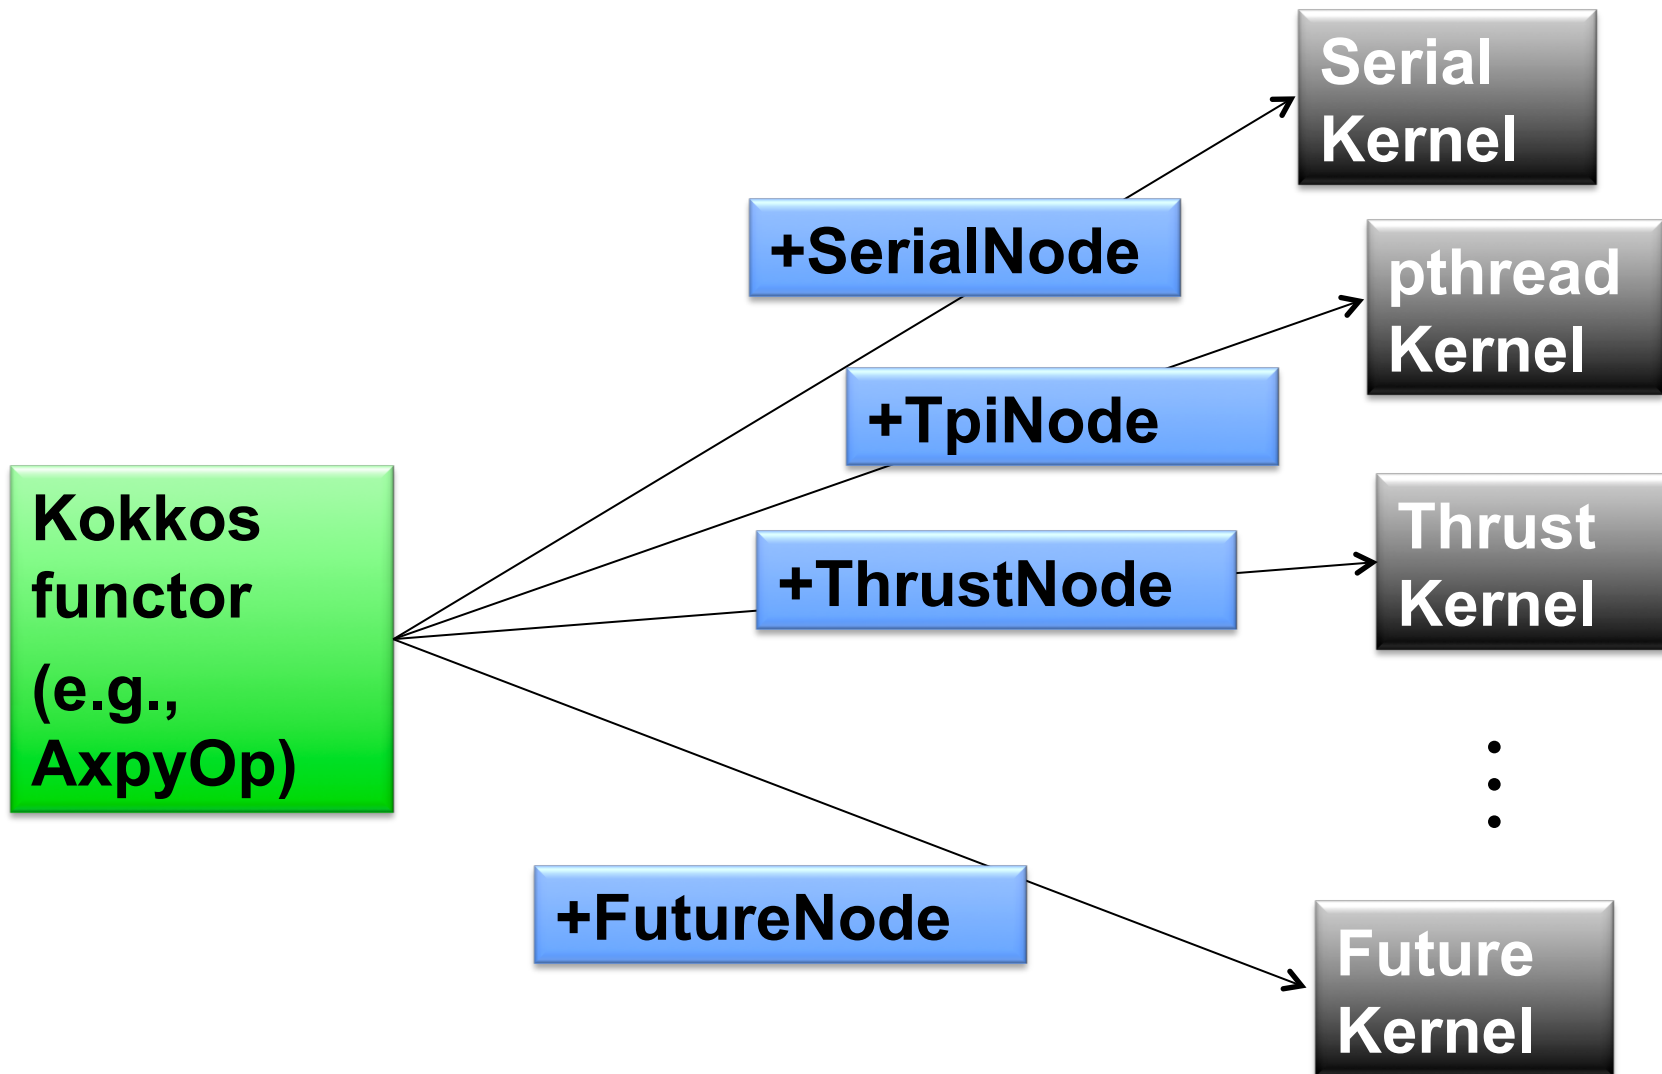 Serial
Kernel
+SerialNode
pthread
Kernel
+TpiNode
Kokkos
functor
(e.g.,
AxpyOp)
Thrust
Kernel
+ThrustNode
+FutureNode
Future
Kernel